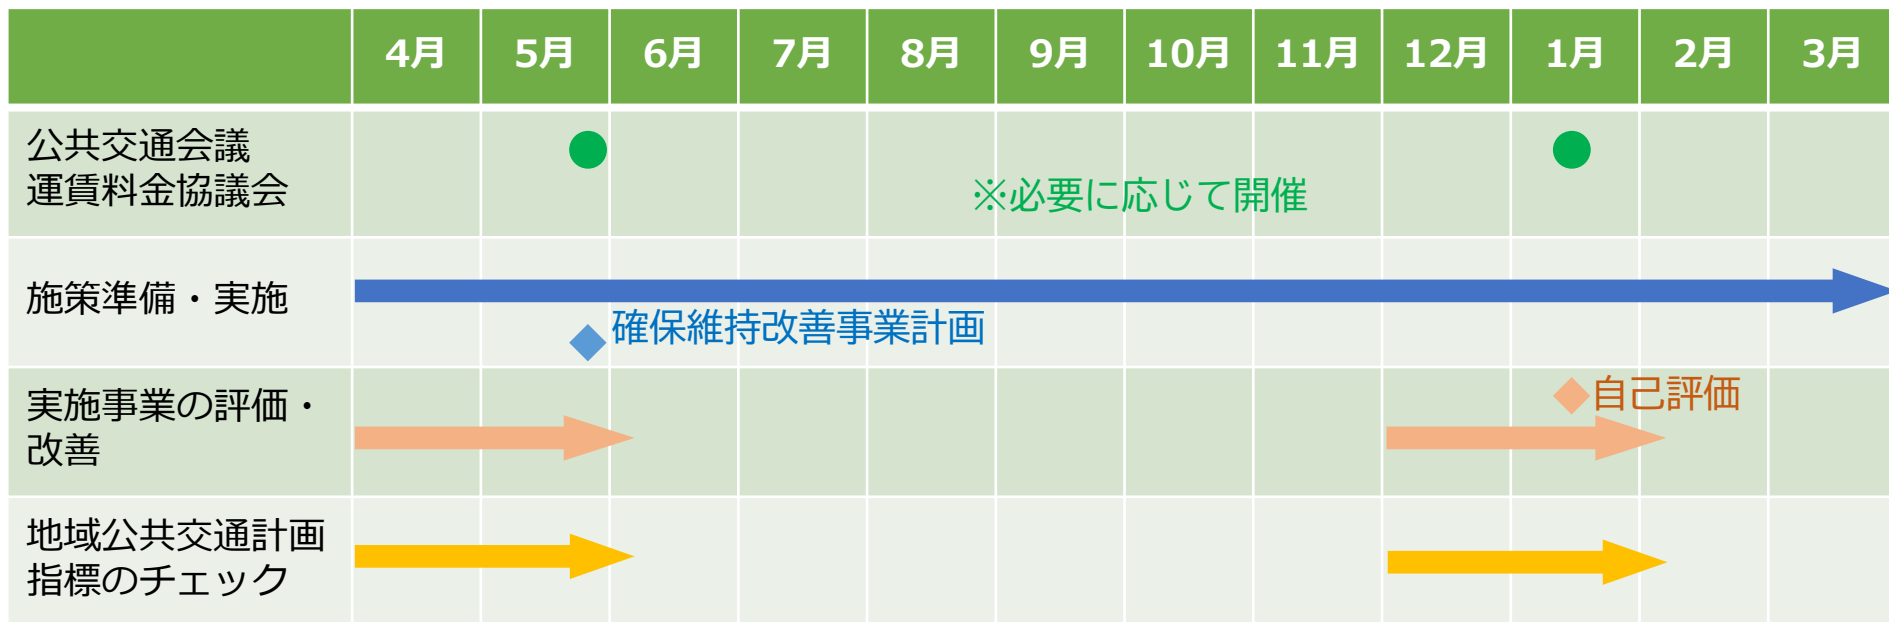 4月 5月 6月 7月 8月 9月 10月 11月 12月 1月 2月 3月
公共交通会議
運賃料金協議会
※必要に応じて開催
施策準備・実施
確保維持改善事業計画
実施事業の評価・
改善
自己評価
地域公共交通計画
指標のチェック